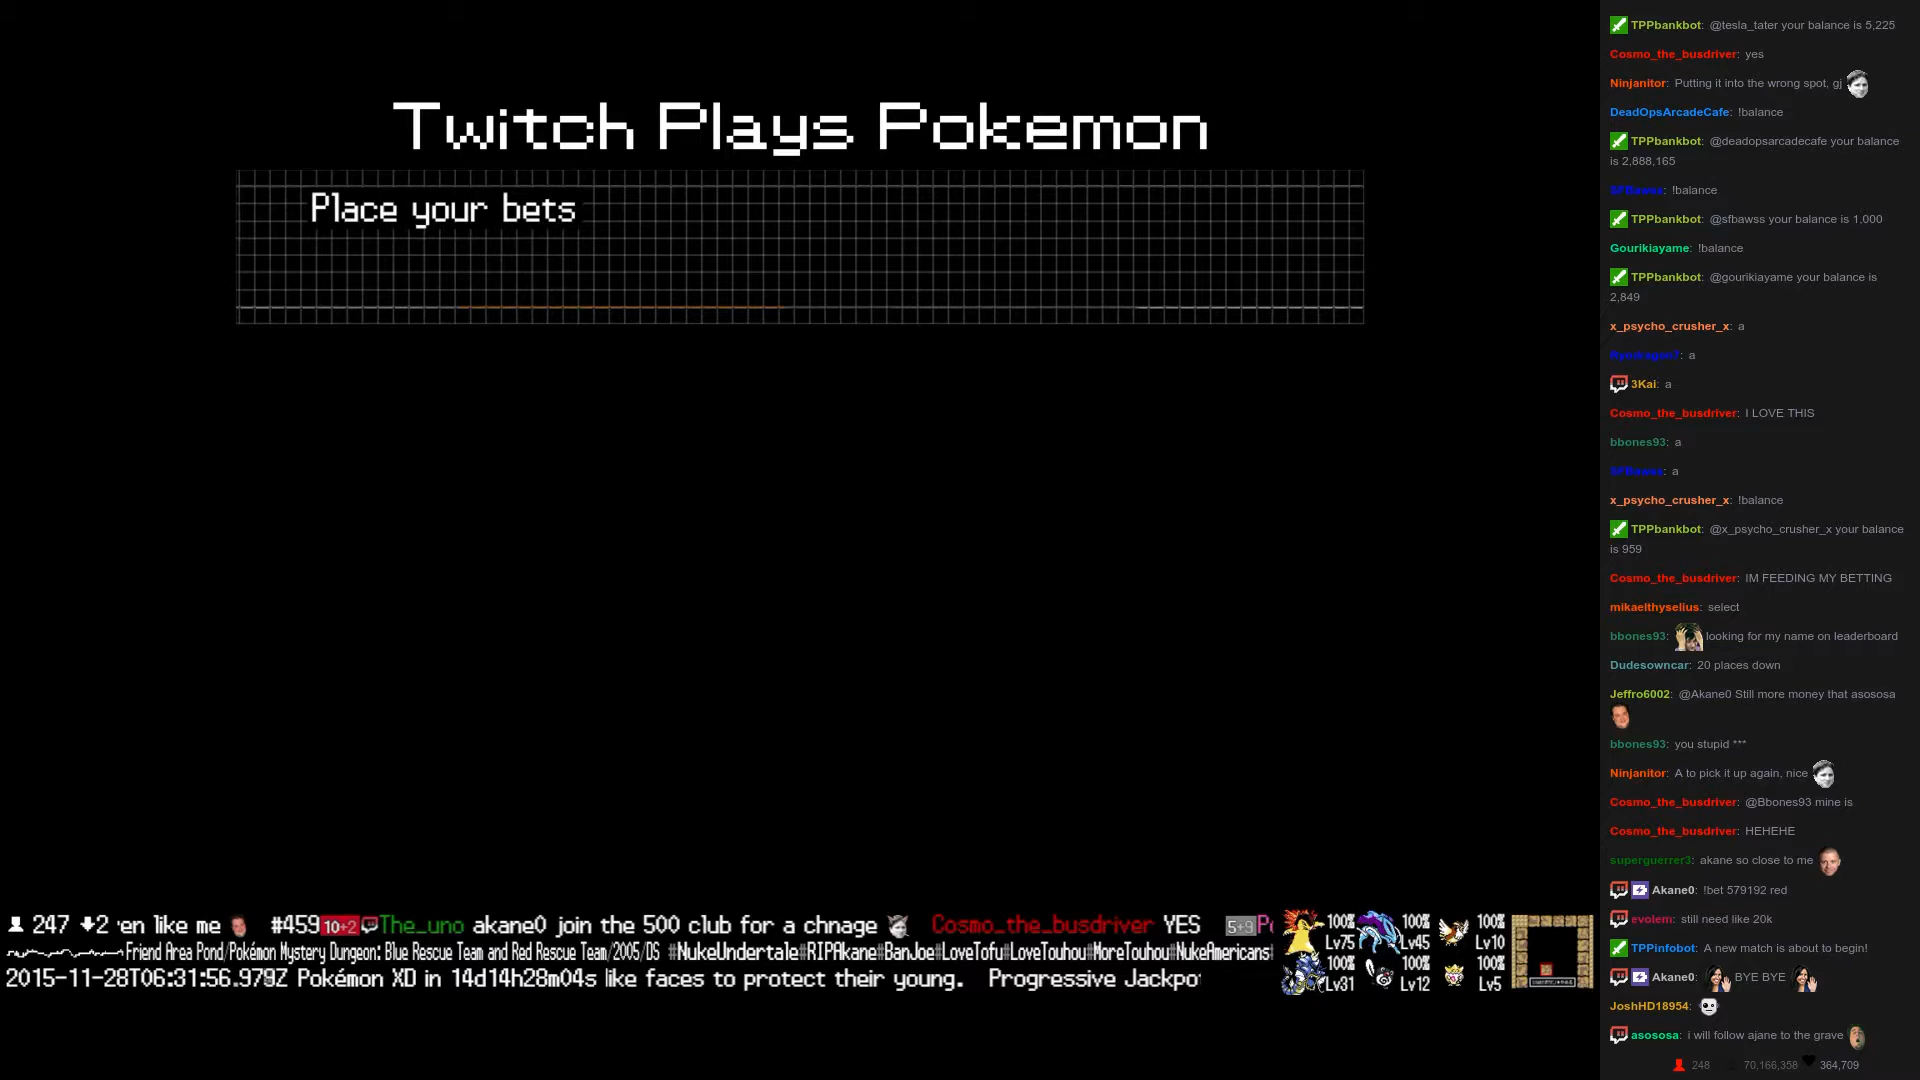 Twitch Plays Pokemon
Place your bets
247 2 'en like me #459 10+2 The_uno akane0 join the 500 club for a chnage Cosmo_the_busdriver YES 5+9
Friend Area Pond/Pokémon Mystery Dungeon: Blue Rescue Team and Red Rescue Team/2005/DS #NukeUndertale#RIPAkane#BanJoe#LoveTofu#LoveTouhou#MoreTouhou#NukeAmericans
2015-11-28T06:31:56.979Z Pokémon XD in 14d14h28m04s like faces to protect their young. Progressive Jackpo
100% 100% 100%
Lv75 Lv45 Lv10
100% 100% 100%
Lv31 Lv12 Lv5
TPPbankbot: @tesla_tater your balance is 5,225
Cosmo_the_busdriver: yes
Ninjanitor: Putting it into the wrong spot, gj
DeadOpsArcadeCafe: !balance
TPPbankbot: @deadopsarcadecafe your balance
is 2,888,165
SFBawss: !balance
TPPbankbot: @sfbawss your balance is 1,000
Gourikiayame: !balance
TPPbankbot: @gourikiayame your balance is
2,849
x_psycho_crusher_x: a
Ryudragon7: a
3Kai: a
Cosmo_the_busdriver: I LOVE THIS
bbones93: a
SFBawss: a
x_psycho_crusher_x: !balance
TPPbankbot: @x_psycho_crusher_x your balance
is 959
Cosmo_the_busdriver: IM FEEDING MY BETTING
mikaelthyselius: select
bbones93: looking for my name on leaderboard
Dudesowncar: 20 places down
Jeffro6002: @Akane0 Still more money that asososa
bbones93: you stupid ***
Ninjanitor: A to pick it up again, nice
Cosmo_the_busdriver: @Bbones93 mine is
Cosmo_the_busdriver: HEHEHE
superguerrer3: akane so close to me
Akane0: !bet 579192 red
evolem: still need like 20k
TPPinfobot: A new match is about to begin!
Akane0: BYE BYE
JoshHD18954:
asososa: i will follow ajane to the grave
248 70,166,358 364,709